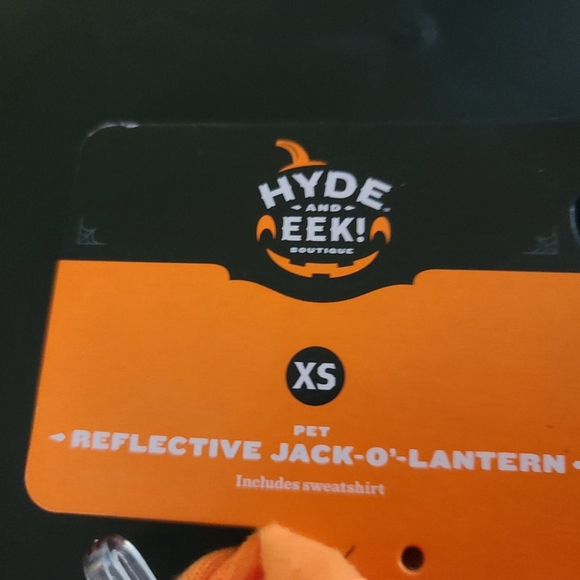 HYDE
AND
EEK!
BOUTIQUE
XS
PET
REFLECTIVE JACK-O'-LANTERN
Includes sweatshirt